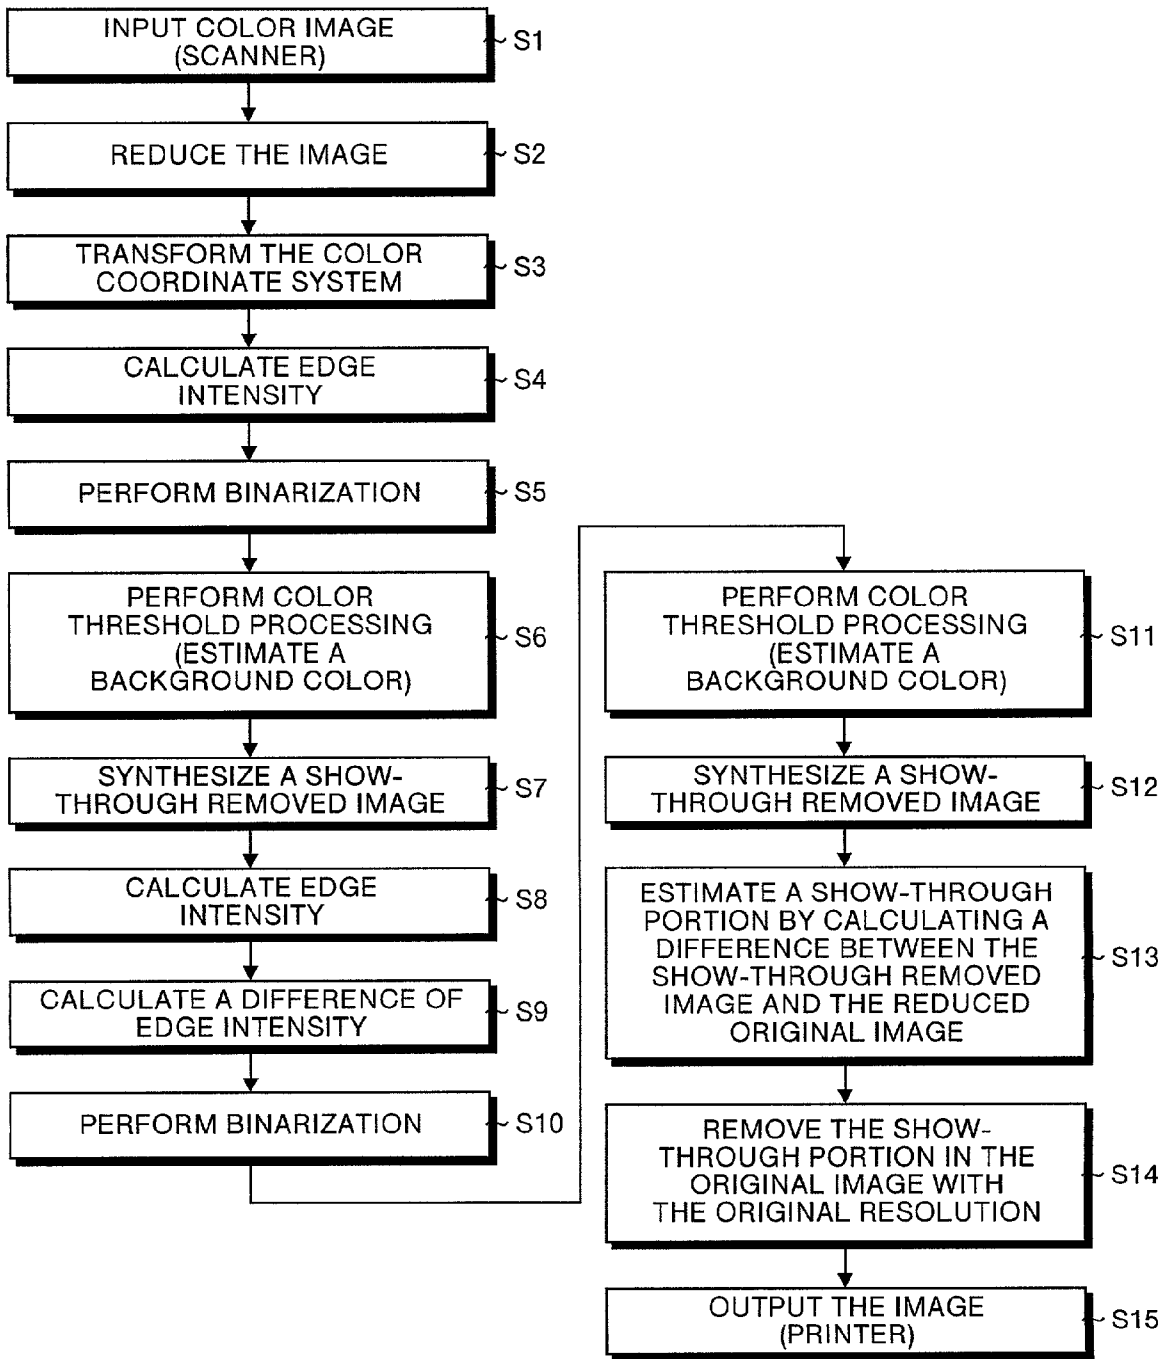 INPUT COLOR IMAGE
(SCANNER)
S1
REDUCE THE IMAGE
S2
TRANSFORM THE COLOR
COORDINATE SYSTEM
S3
CALCULATE EDGE
INTENSITY
S4
PERFORM BINARIZATION
S5
PERFORM COLOR
THRESHOLD PROCESSING
(ESTIMATE A
BACKGROUND COLOR)
S6
SYNTHESIZE A SHOW-
THROUGH REMOVED IMAGE
S7
CALCULATE EDGE
INTENSITY
S8
CALCULATE A DIFFERENCE OF
EDGE INTENSITY
S9
PERFORM BINARIZATION
S10
PERFORM COLOR
THRESHOLD PROCESSING
(ESTIMATE A
BACKGROUND COLOR)
S11
SYNTHESIZE A SHOW-
THROUGH REMOVED IMAGE
S12
ESTIMATE A SHOW-THROUGH
PORTION BY CALCULATING A
DIFFERENCE BETWEEN THE
SHOW-THROUGH REMOVED
IMAGE AND THE REDUCED
ORIGINAL IMAGE
S13
REMOVE THE SHOW-
THROUGH PORTION IN THE
ORIGINAL IMAGE WITH
THE ORIGINAL RESOLUTION
S14
OUTPUT THE IMAGE
(PRINTER)
S15